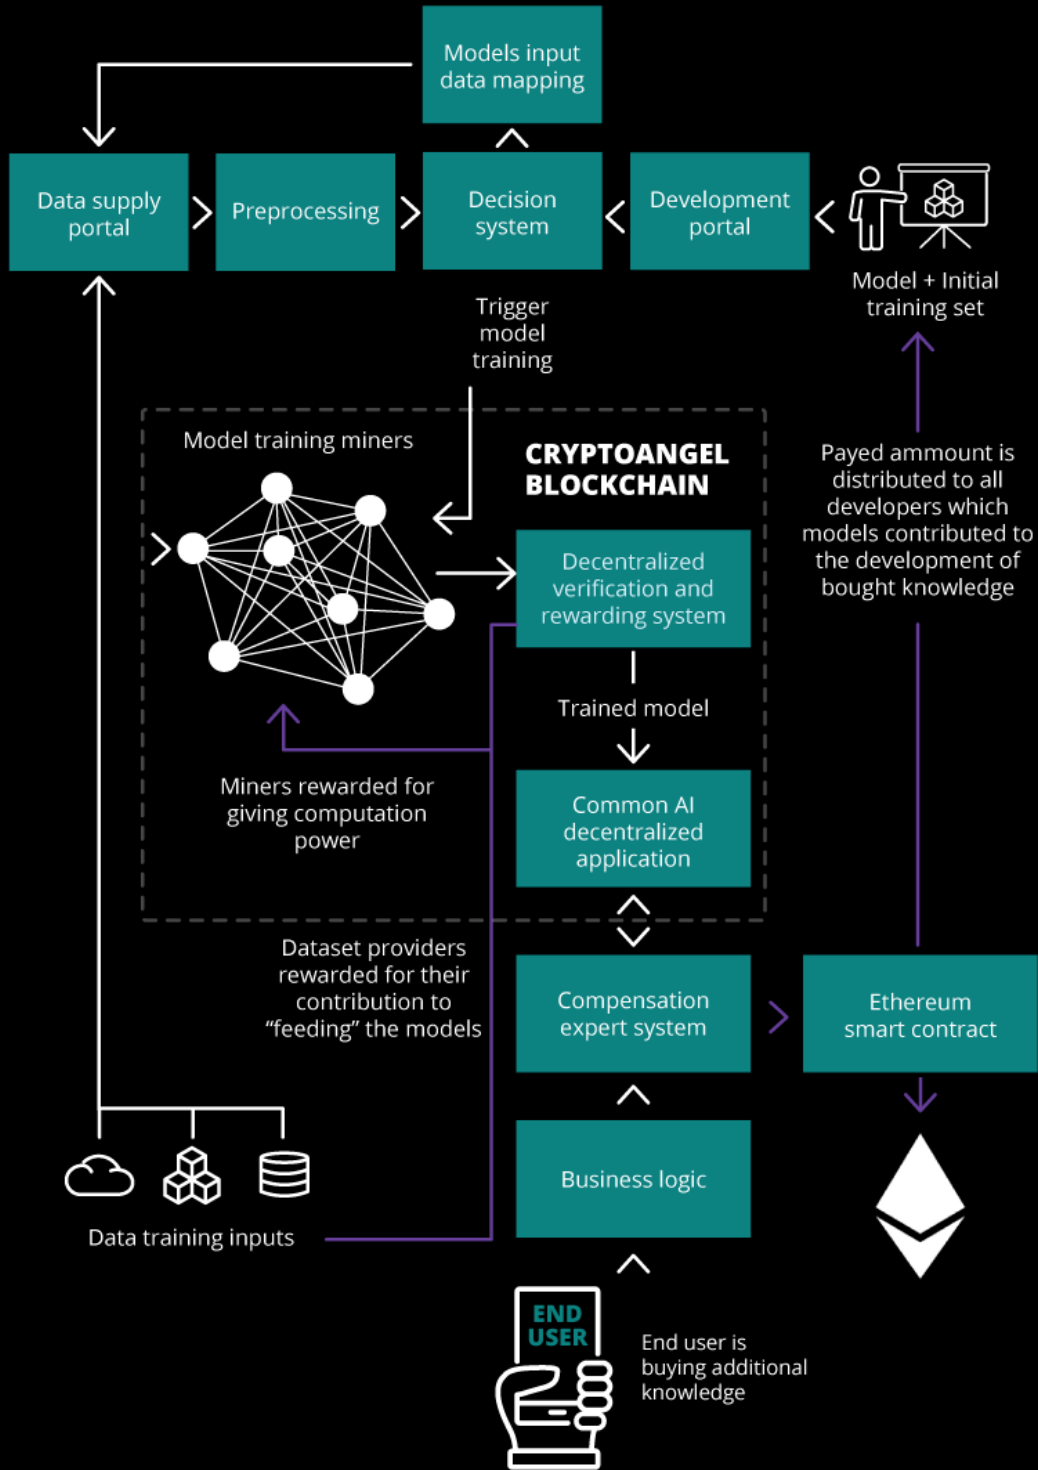 Models input
data mapping
Data supply
portal
Preprocessing
Decision
system
Development
portal
Model + Initial
training set
Trigger
model
training
Model training miners
CRYPTOANGEL
BLOCKCHAIN
Payed ammount is
distributed to all
developers which
models contributed to
the development of
bought knowledge
Decentralized
verification and
rewarding system
Trained model
Miners rewarded for
giving computation
power
Common AI
decentralized
application
Dataset providers
rewarded for their
contribution to
“feeding” the models
Compensation
expert system
Ethereum
smart contract
Business logic
Data training inputs
END
USER
End user is
buying additional
knowledge